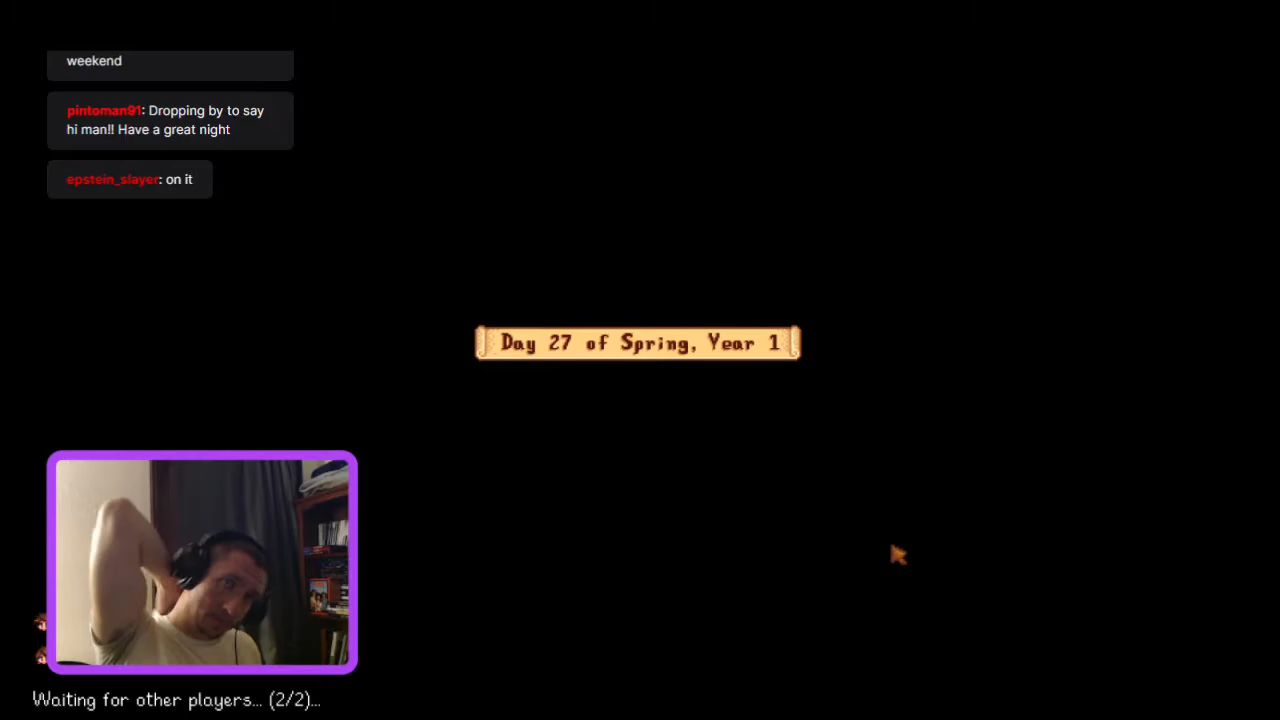 weekend
pintoman91: Dropping by to say
hi man!! Have a great night
epstein_slayer: on it
Day 27 of Spring, Year 1
Waiting for other players... (2/2)...